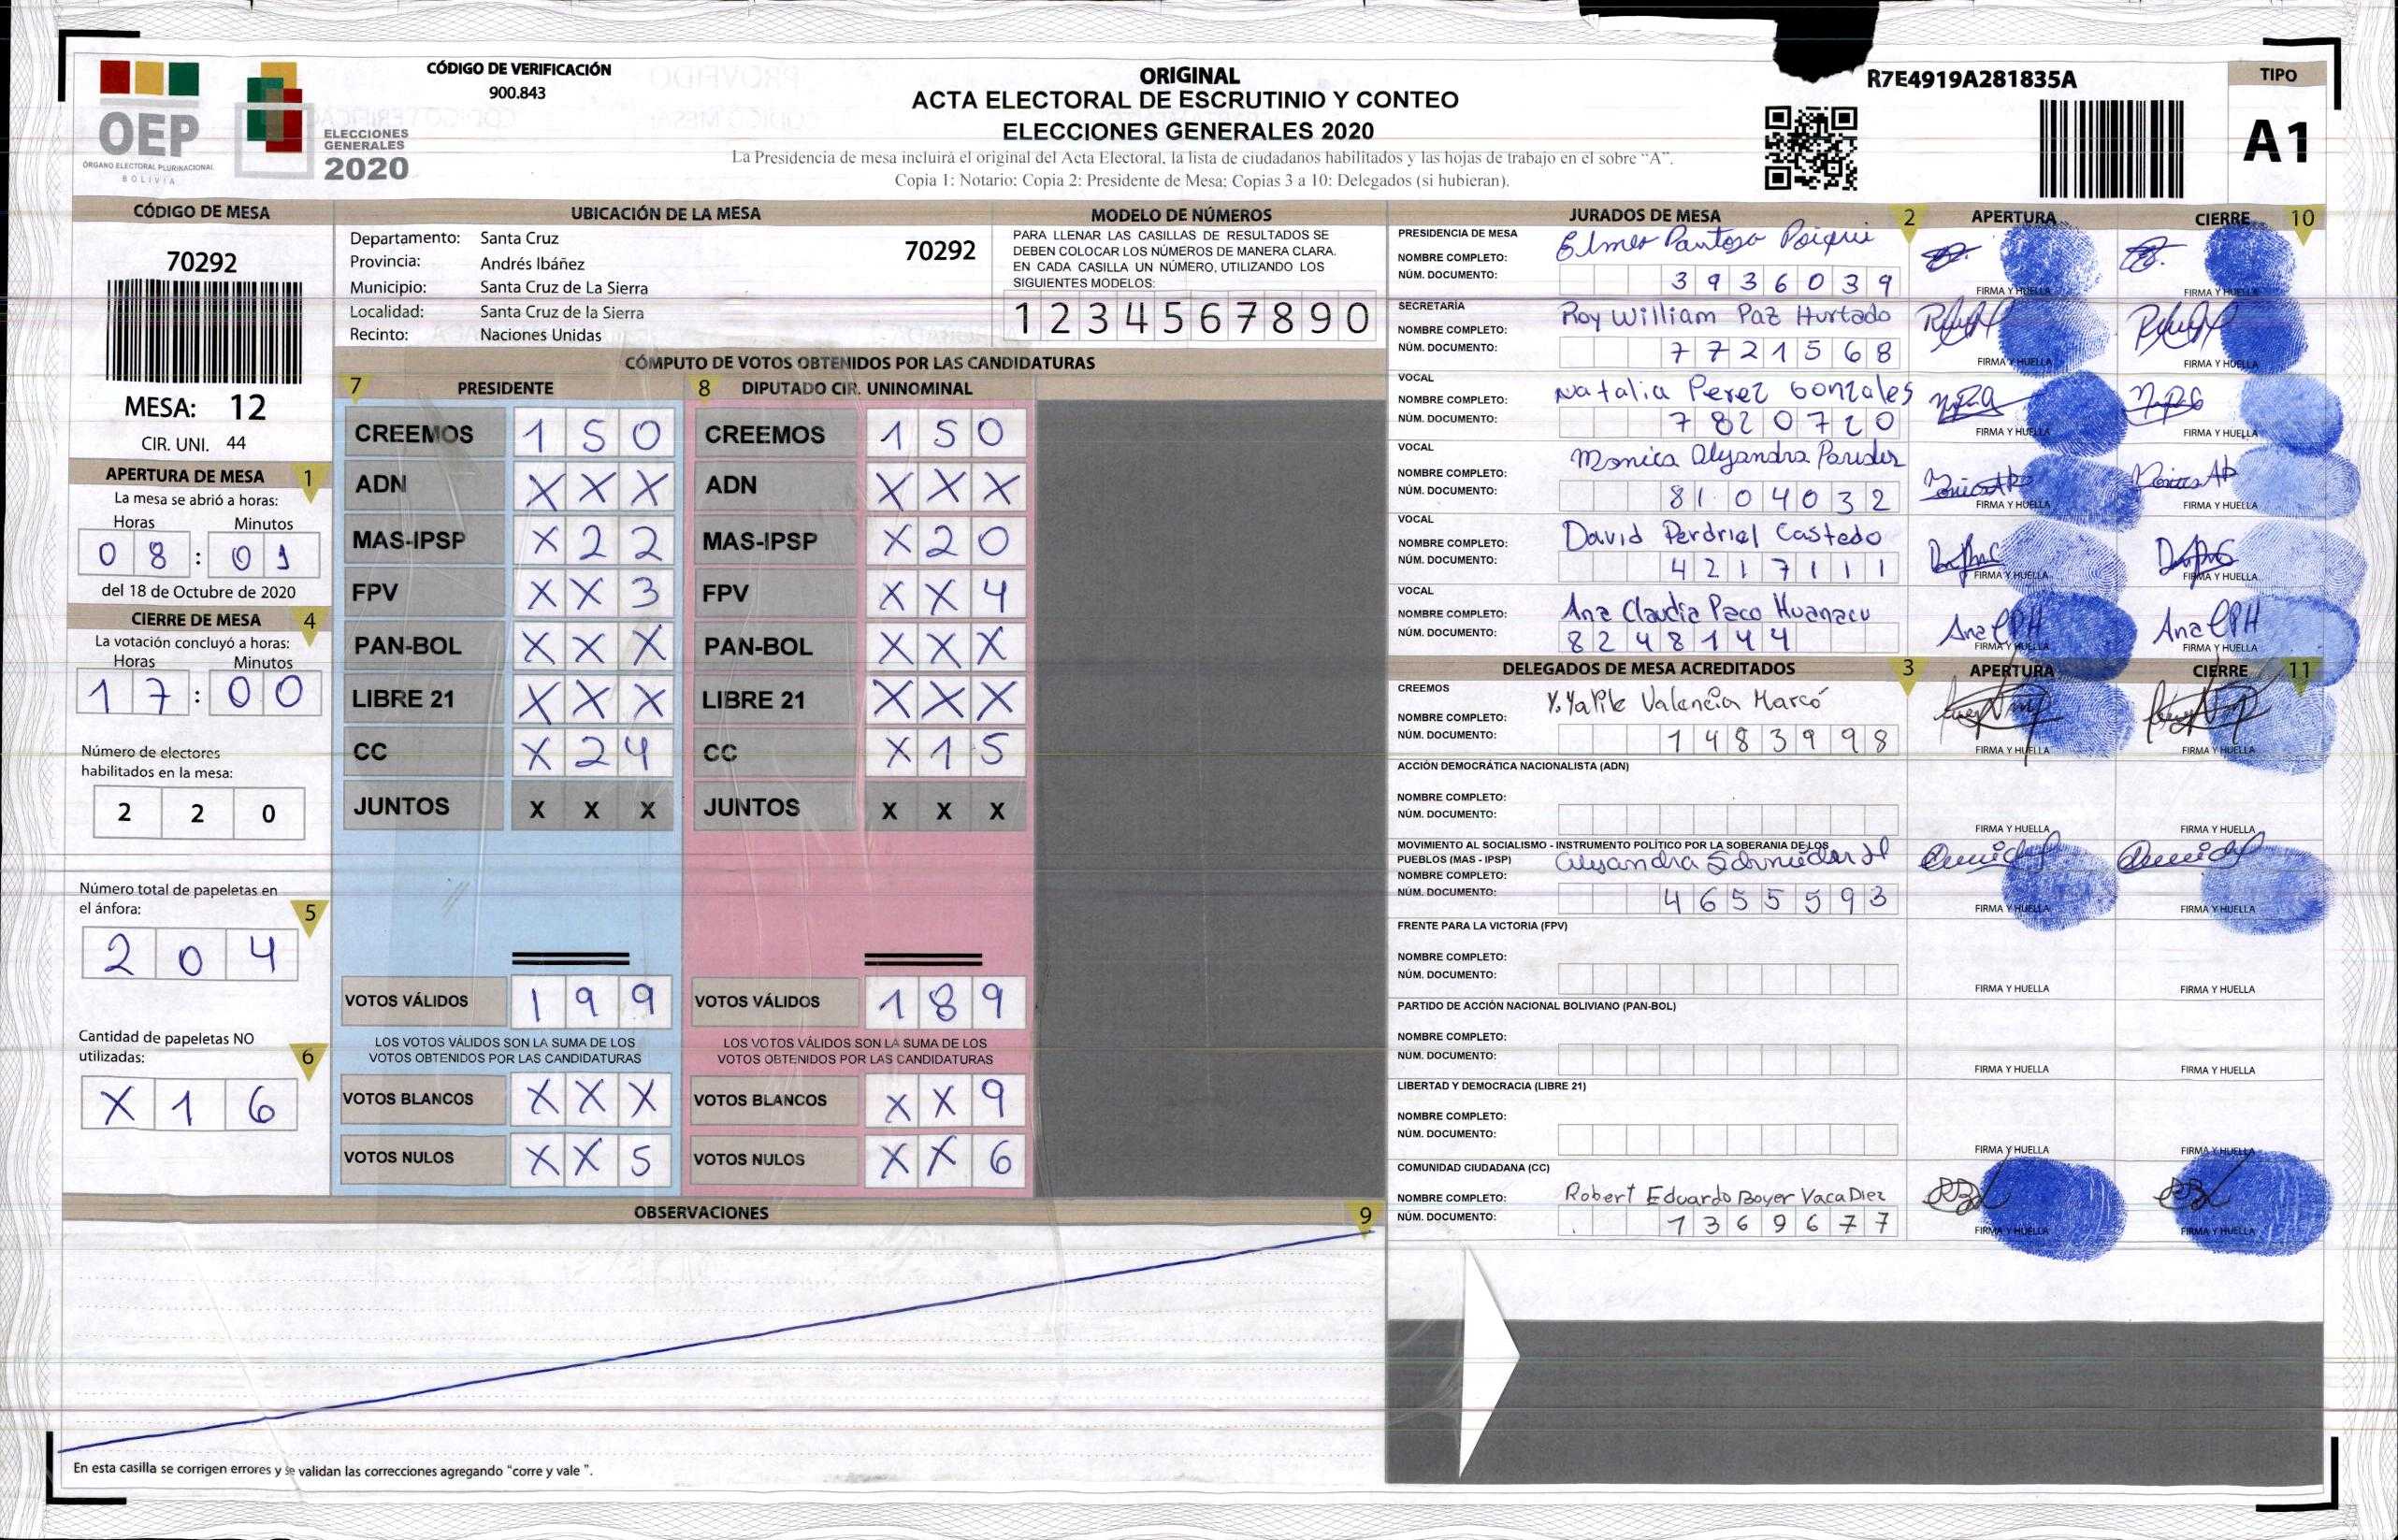 OEP
ÓRGANO ELECTORAL PLURINACIONAL
BOLIVIA
ELECCIONES
GENERALES
2020
CÓDIGO DE VERIFICACIÓN
900.843
ORIGINAL
ACTA ELECTORAL DE ESCRUTINIO Y CONTEO
ELECCIONES GENERALES 2020
La Presidencia de mesa incluirá el original del Acta Electoral, la lista de ciudadanos habilitados y las hojas de trabajo en el sobre “A”.
Copia 1: Notario; Copia 2: Presidente de Mesa; Copias 3 a 10: Delegados (si hubieran).
R7E4919A281835A
TIPO
A1
CÓDIGO DE MESA
70292
MESA: 12
CIR. UNI. 44
APERTURA DE MESA 1
La mesa se abrió a horas:
Horas Minutos
0 8 : 0 1
del 18 de Octubre de 2020
CIERRE DE MESA 4
La votación concluyó a horas:
Horas Minutos
1 7 : 0 0
Número de electores
habilitados en la mesa:
2 2 0
Número total de papeletas en
el ánfora: 5
2 0 4
Cantidad de papeletas NO
utilizadas: 6
X 1 6
UBICACIÓN DE LA MESA
Departamento: Santa Cruz
70292
Provincia: Andrés Ibáñez
Municipio: Santa Cruz de La Sierra
Localidad: Santa Cruz de la Sierra
Recinto: Naciones Unidas
MODELO DE NÚMEROS
PARA LLENAR LAS CASILLAS DE RESULTADOS SE
DEBEN COLOCAR LOS NÚMEROS DE MANERA CLARA.
EN CADA CASILLA UN NÚMERO, UTILIZANDO LOS
SIGUIENTES MODELOS:
1 2 3 4 5 6 7 8 9 0
CÓMPUTO DE VOTOS OBTENIDOS POR LAS CANDIDATURAS
7 PRESIDENTE 8 DIPUTADO CIR. UNINOMINAL
CREEMOS 1 5 0 CREEMOS 1 5 0
ADN X X X ADN X X X
MAS-IPSP X 2 2 MAS-IPSP X 2 0
FPV X X 3 FPV X X 4
PAN-BOL X X X PAN-BOL X X X
LIBRE 21 X X X LIBRE 21 X X X
CC X 2 4 CC X 1 5
JUNTOS X X X JUNTOS X X X
VOTOS VÁLIDOS 1 9 9 VOTOS VÁLIDOS 1 8 9
LOS VOTOS VÁLIDOS SON LA SUMA DE LOS LOS VOTOS VÁLIDOS SON LA SUMA DE LOS
VOTOS OBTENIDOS POR LAS CANDIDATURAS VOTOS OBTENIDOS POR LAS CANDIDATURAS
VOTOS BLANCOS X X X VOTOS BLANCOS X X 9
VOTOS NULOS X X 5 VOTOS NULOS X X 6
OBSERVACIONES 9
En esta casilla se corrigen errores y se validan las correcciones agregando “corre y vale ”.
JURADOS DE MESA 2 APERTURA CIERRE 10
PRESIDENCIA DE MESA
NOMBRE COMPLETO: Elmer Pantoja Poiqui
NÚM. DOCUMENTO: 3 9 3 6 0 3 9
FIRMA Y HUELLA FIRMA Y HUELLA
SECRETARÍA
NOMBRE COMPLETO: Roy William Paz Hurtado
NÚM. DOCUMENTO: 7 7 2 1 5 6 8
FIRMA Y HUELLA FIRMA Y HUELLA
VOCAL
NOMBRE COMPLETO: Natalia Perez Gonzales
NÚM. DOCUMENTO: 7 8 2 0 7 2 0
FIRMA Y HUELLA FIRMA Y HUELLA
VOCAL
NOMBRE COMPLETO: Monica Alejandra
NÚM. DOCUMENTO: 8 1 0 4 0 3 2
FIRMA Y HUELLA FIRMA Y HUELLA
VOCAL
NOMBRE COMPLETO: David Perdriel Castedo
NÚM. DOCUMENTO: 4 2 1 7 1 1 1
FIRMA Y HUELLA FIRMA Y HUELLA
VOCAL
NOMBRE COMPLETO: Ana Claudia Paco Huanacu
NÚM. DOCUMENTO: 8 2 4 8 1 4 4
Ana CPH Ana CPH
FIRMA Y HUELLA FIRMA Y HUELLA
DELEGADOS DE MESA ACREDITADOS 3 APERTURA CIERRE 11
CREEMOS
NOMBRE COMPLETO: Valencia Marcó
NÚM. DOCUMENTO: 1 4 8 3 9 9 8
FIRMA Y HUELLA FIRMA Y HUELLA
ACCIÓN DEMOCRÁTICA NACIONALISTA (ADN)
NOMBRE COMPLETO:
NÚM. DOCUMENTO:
FIRMA Y HUELLA FIRMA Y HUELLA
MOVIMIENTO AL SOCIALISMO - INSTRUMENTO POLÍTICO POR LA SOBERANIA DE LOS
PUEBLOS (MAS - IPSP)
NOMBRE COMPLETO: Alejandra
NÚM. DOCUMENTO: 4 6 5 5 5 9 3
FIRMA Y HUELLA FIRMA Y HUELLA
FRENTE PARA LA VICTORIA (FPV)
NOMBRE COMPLETO:
NÚM. DOCUMENTO:
FIRMA Y HUELLA FIRMA Y HUELLA
PARTIDO DE ACCIÓN NACIONAL BOLIVIANO (PAN-BOL)
NOMBRE COMPLETO:
NÚM. DOCUMENTO:
FIRMA Y HUELLA FIRMA Y HUELLA
LIBERTAD Y DEMOCRACIA (LIBRE 21)
NOMBRE COMPLETO:
NÚM. DOCUMENTO:
FIRMA Y HUELLA FIRMA Y HUELLA
COMUNIDAD CIUDADANA (CC)
NOMBRE COMPLETO: Robert Eduardo Boyer Vaca Diez
NÚM. DOCUMENTO: 1 3 6 9 6 7 7
FIRMA Y HUELLA FIRMA Y HUELLA